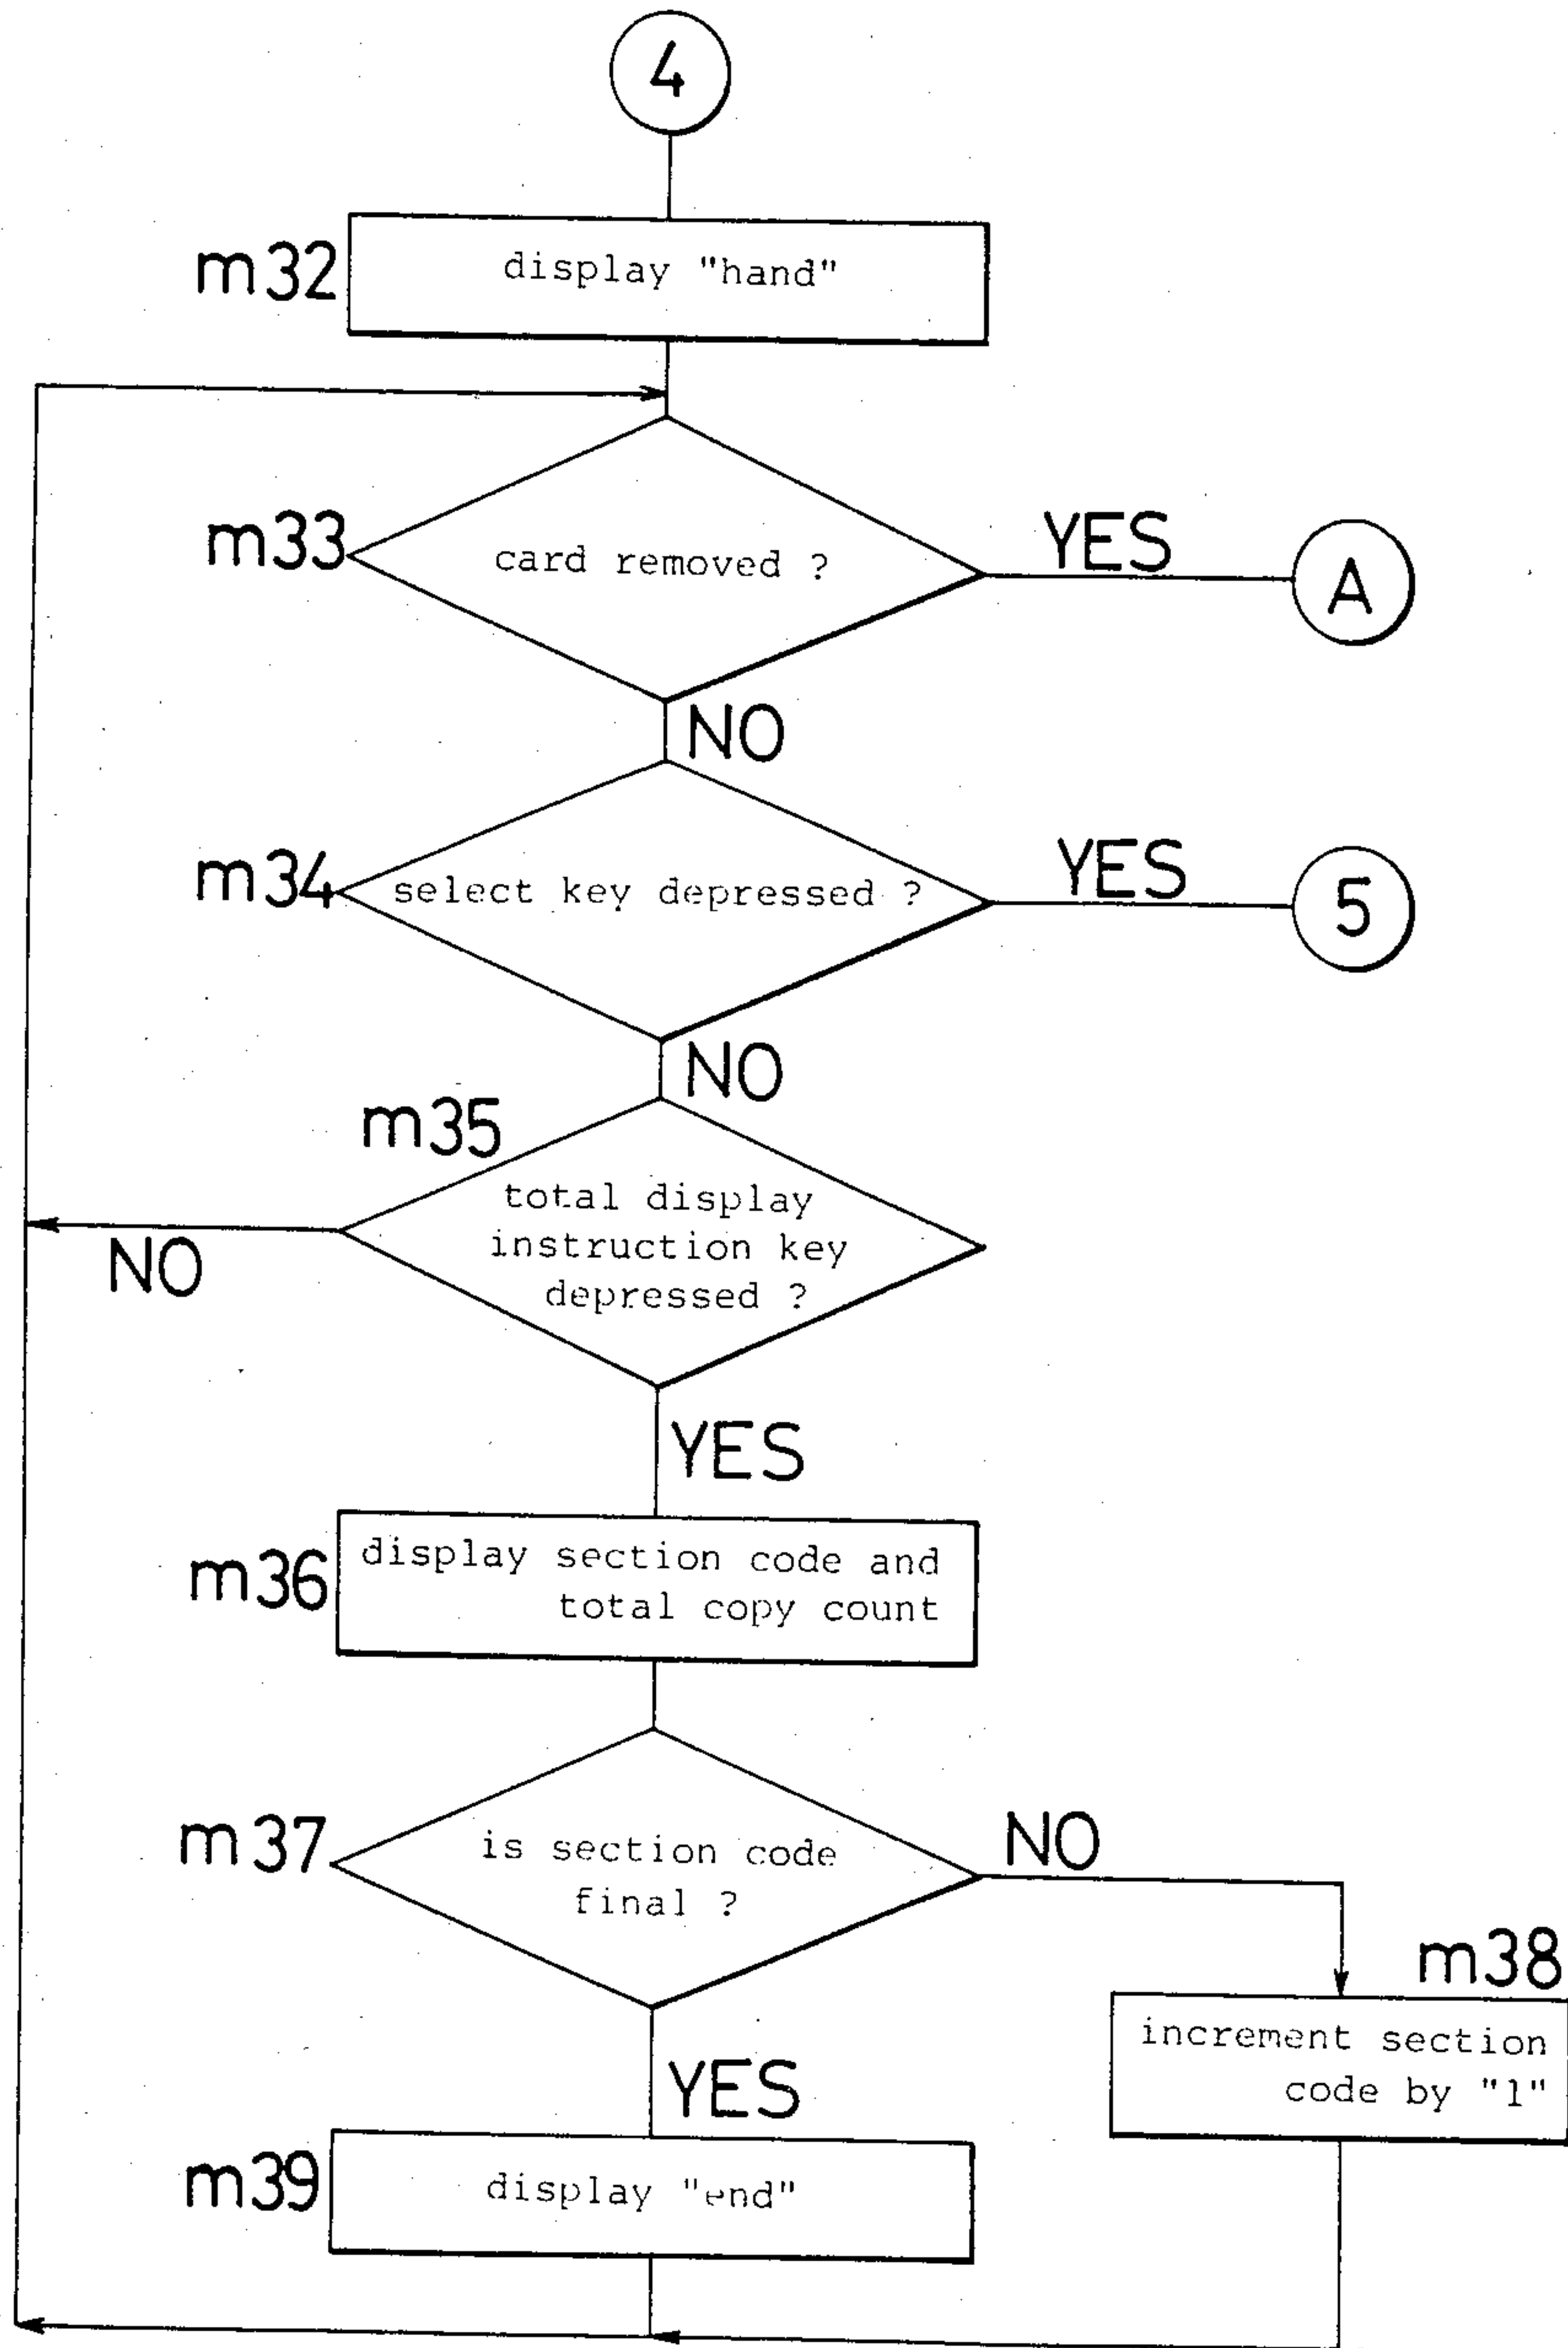 4
m32
display "hand"
m33
card removed ?
YES
A
NO
m34
select key depressed ?
YES
5
NO
m35
total display
instruction key
depressed ?
NO
YES
m36
display section code and
total copy count
m37
is section code
final ?
NO
m38
increment section
code by "1"
YES
m39
display "end"